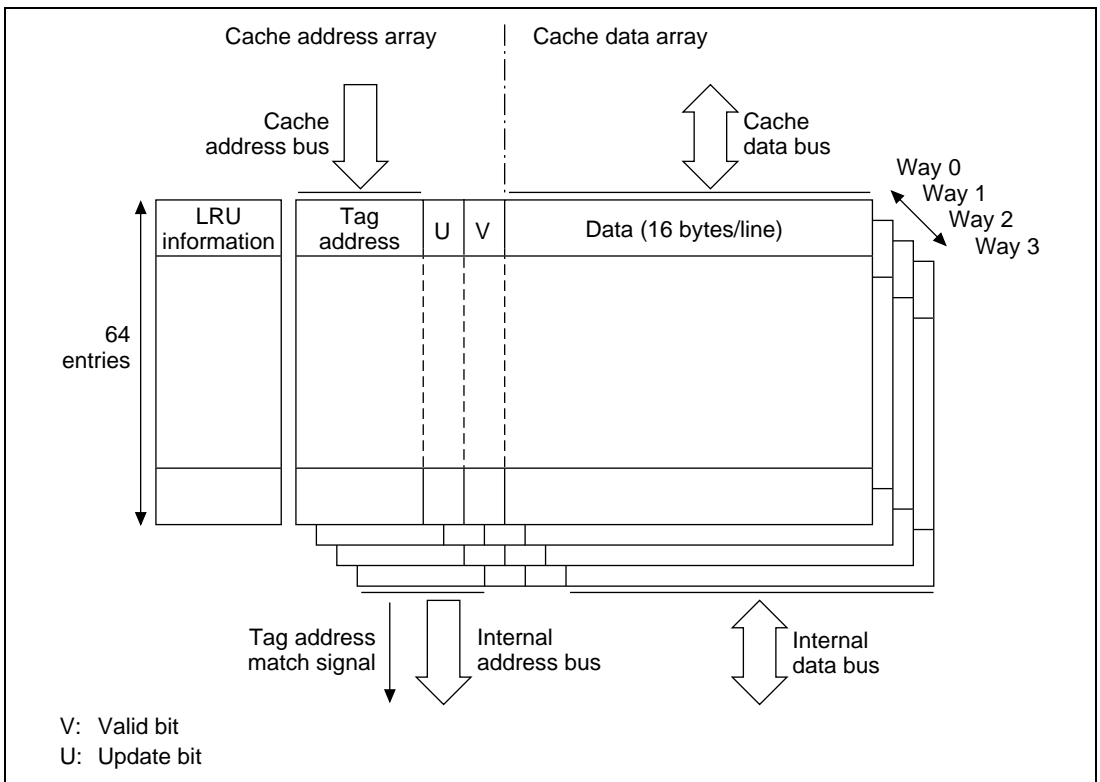 Cache address array
Cache data array
Cache
address bus
Cache
data bus
Way 0
Way 1
Way 2
Way 3
LRU
information
Tag
address
U
V
Data (16 bytes/line)
64
entries
Tag address
match signal
Internal
address bus
Internal
data bus
V: Valid bit
U: Update bit